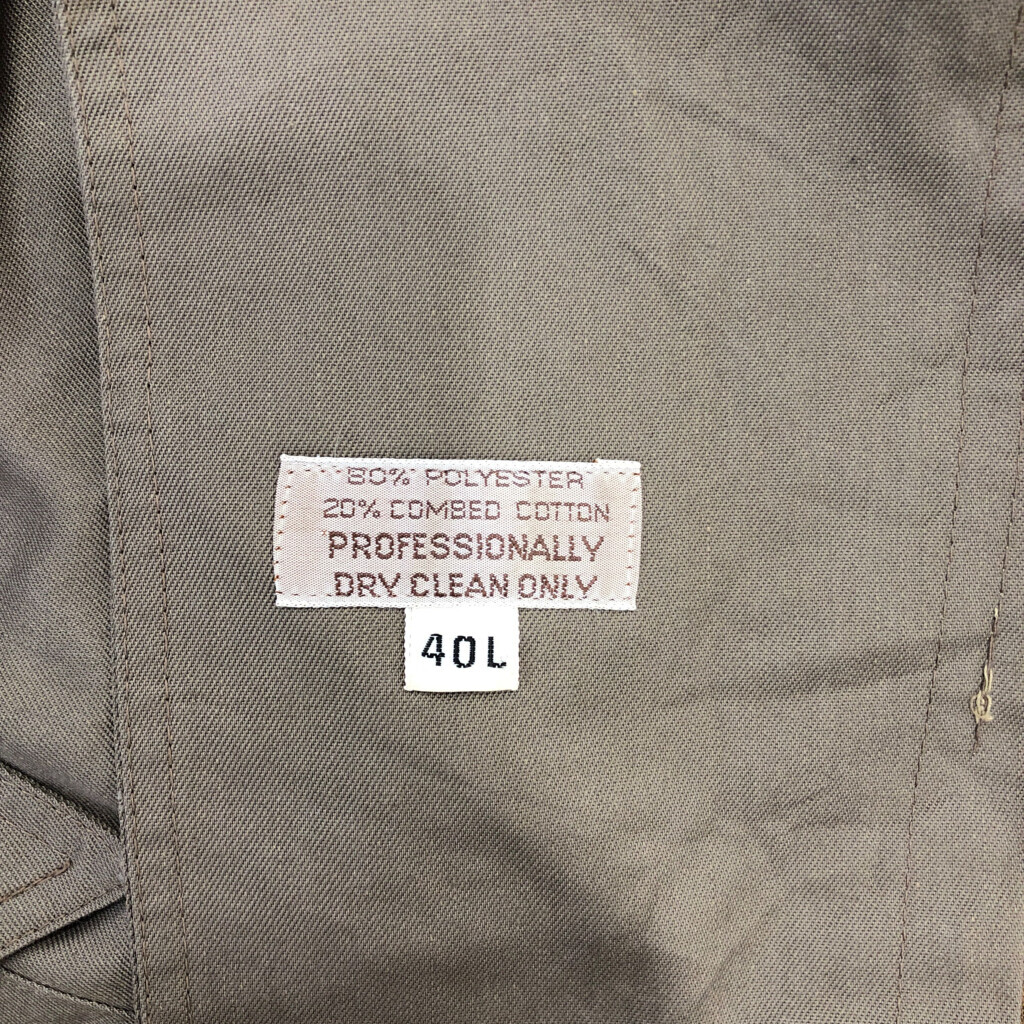 80% POLYESTER
20% COMBED COTTON
PROFESSIONALLY
DRY CLEAN ONLY
40L